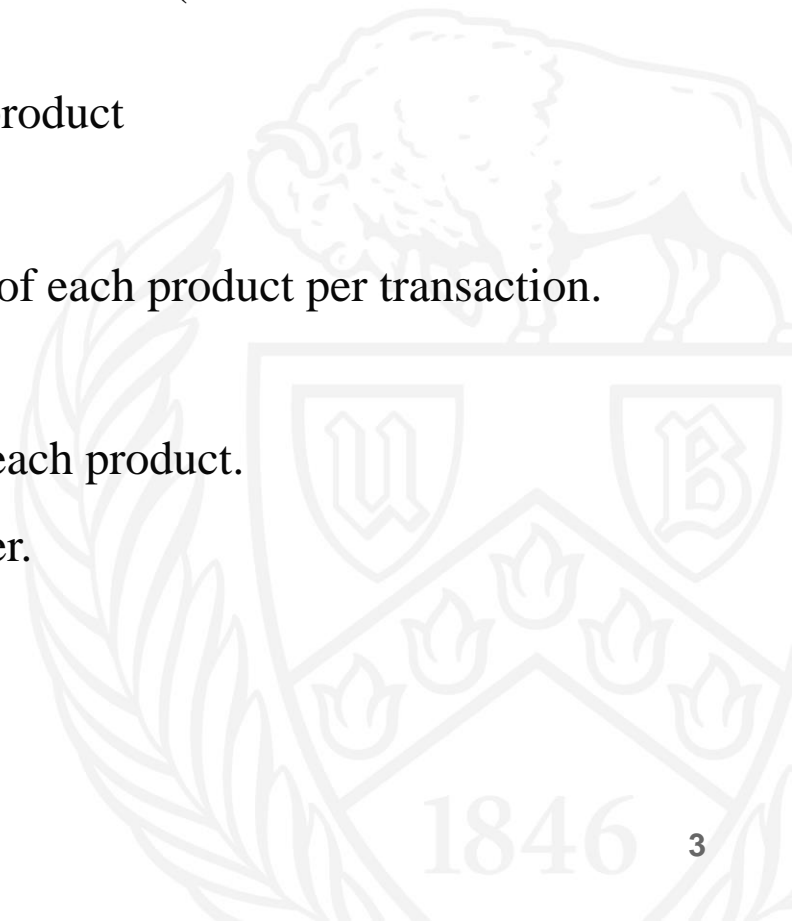 roduct
of each product per transaction.
each product.
er.
U B
1846
3